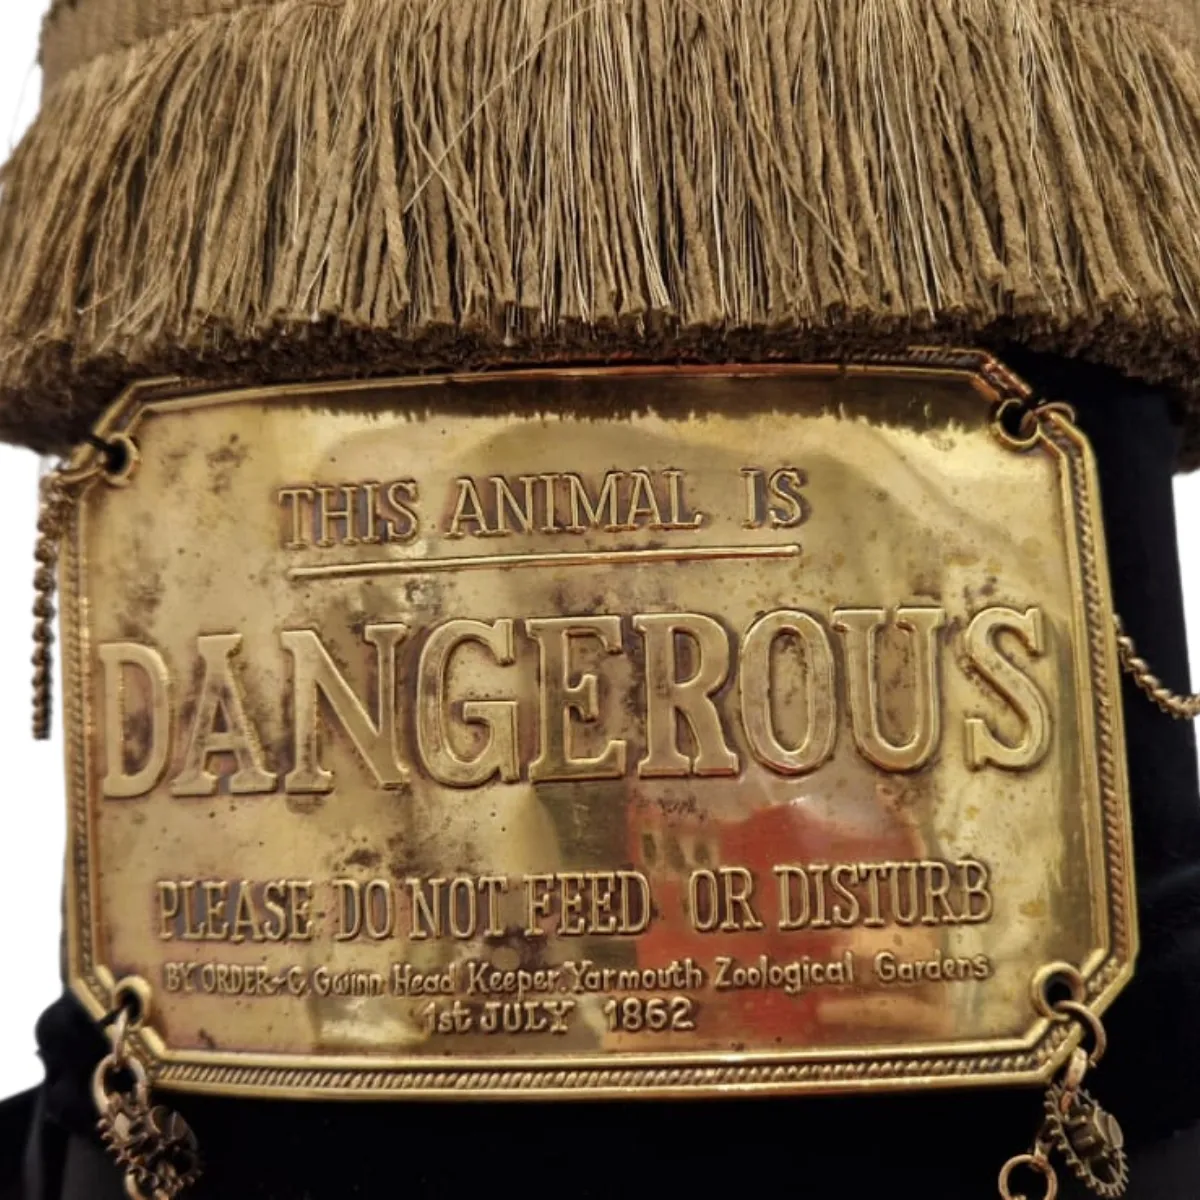 THIS ANIMAL IS
DANGEROUS
PLEASE DO NOT FEED OR DISTURB
BY ORDER-G. Gwinn Head Keeper. Yarmouth Zoological Gardens
1st JULY 1862